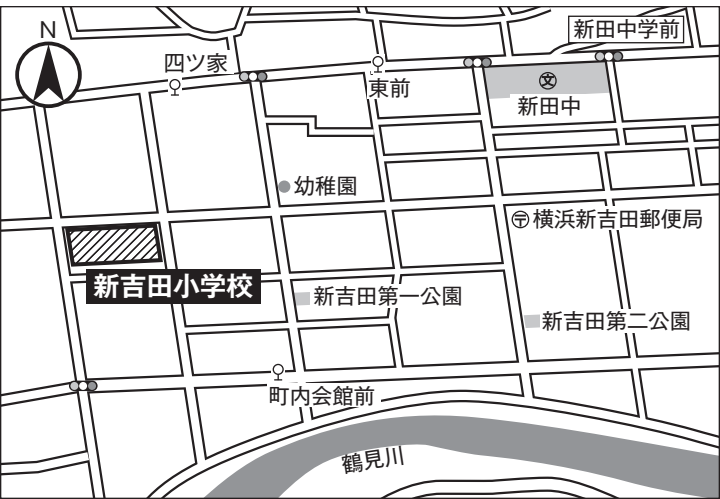 N
新田中学前
四ツ家
東前
文
新田中
幼稚園
〒横浜新吉田郵便局
新吉田小学校
新吉田第一公園
新吉田第二公園
町内会館前
鶴見川